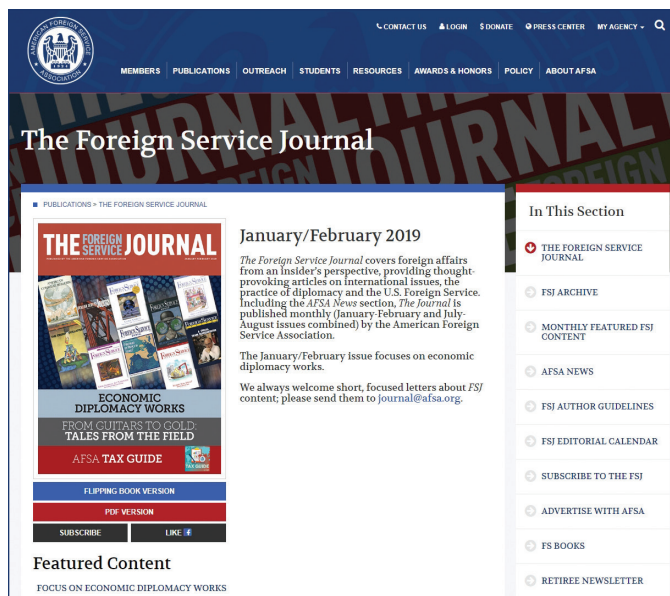 AMERICAN FOREIGN SERVICE ASSOCIATION
CONTACT US LOGIN $ DONATE PRESS CENTER MY AGENCY
MEMBERS PUBLICATIONS OUTREACH STUDENTS RESOURCES AWARDS & HONORS POLICY ABOUT AFSA
The Foreign Service Journal
PUBLICATIONS > THE FOREIGN SERVICE JOURNAL
THE FOREIGN SERVICE JOURNAL
ECONOMIC
DIPLOMACY WORKS
FROM GUITARS TO GOLD:
TALES FROM THE FIELD
AFSA TAX GUIDE
TAX GUIDE
FLIPPING BOOK VERSION
PDF VERSION
SUBSCRIBE LIKE
January/February 2019
The Foreign Service Journal covers foreign affairs
from an insider's perspective, providing thought-
provoking articles on international issues, the
practice of diplomacy and the U.S. Foreign Service.
Including the AFSA News section, The Journal is
published monthly (January-February and July-
August issues combined) by the American Foreign
Service Association.
The January/February issue focuses on economic
diplomacy works.
We always welcome short, focused letters about FSJ
content; please send them to journal@afsa.org.
Featured Content
FOCUS ON ECONOMIC DIPLOMACY WORKS
In This Section
THE FOREIGN SERVICE
JOURNAL
FSJ ARCHIVE
MONTHLY FEATURED FSJ
CONTENT
AFSA NEWS
FSJ AUTHOR GUIDELINES
FSJ EDITORIAL CALENDAR
SUBSCRIBE TO THE FSJ
ADVERTISE WITH AFSA
FS BOOKS
RETIREE NEWSLETTER